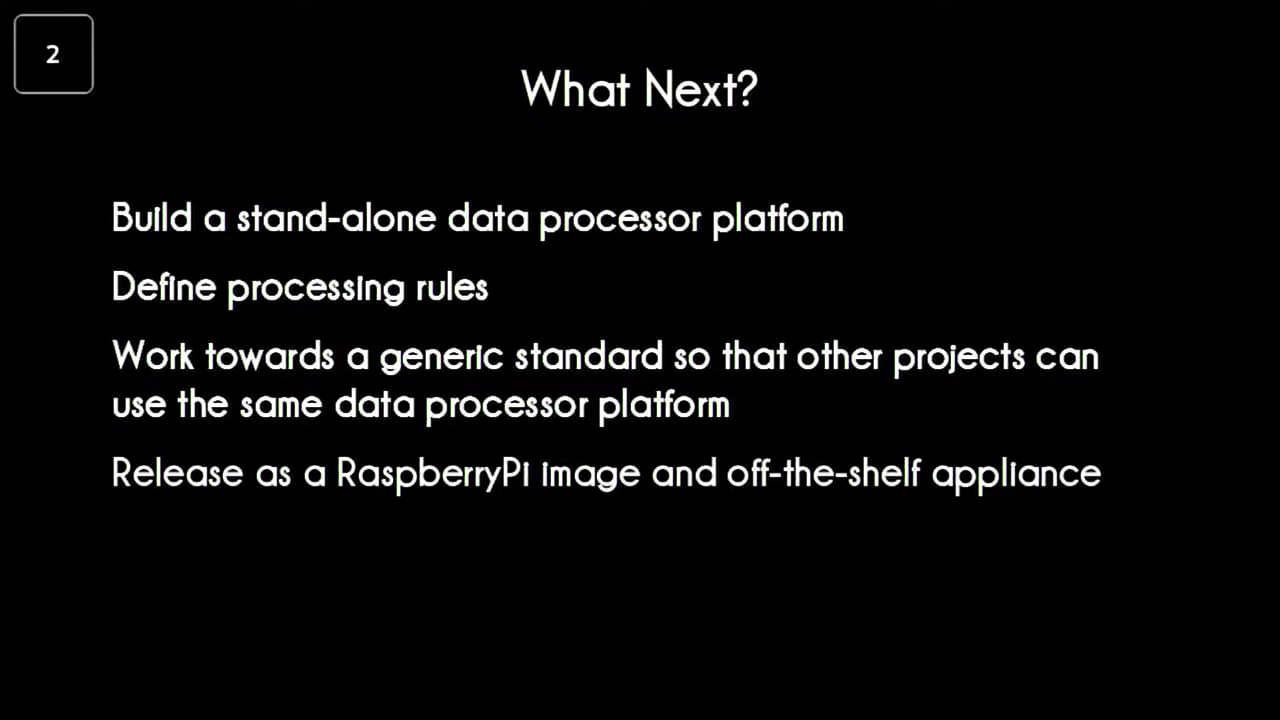 2
What Next?
Build a stand-alone data processor platform
Define processing rules
Work towards a generic standard so that other projects can
use the same data processor platform
Release as a RaspberryPi image and off-the-shelf appliance